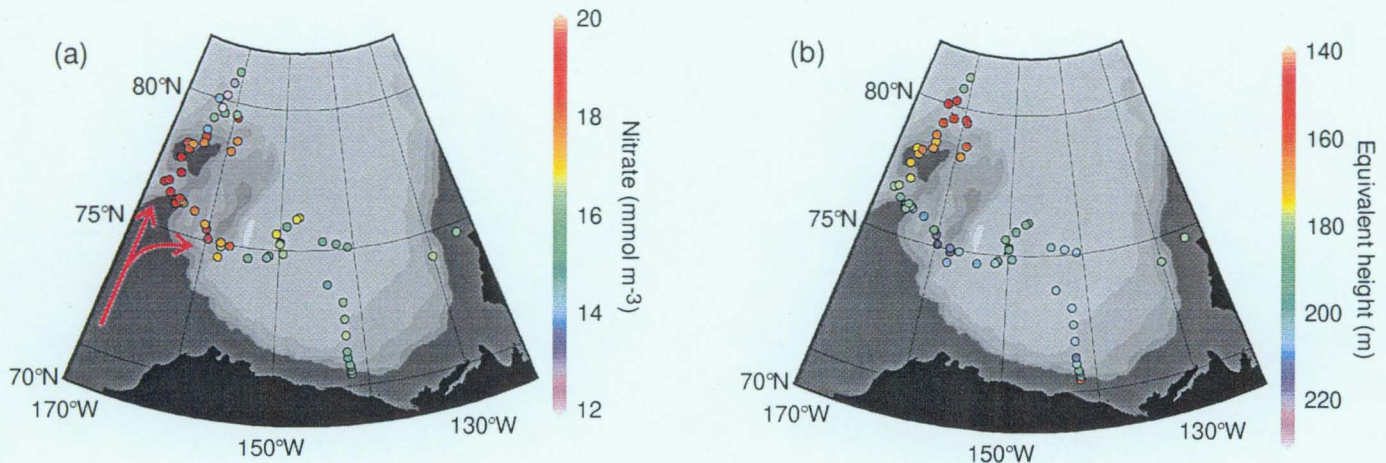 (a)
80°N
75°N
70°N
170°W
150°W
130°W
20
18
16
14
12
Nitrate (mmol m-3)
(b)
80°N
75°N
70°N
170°W
150°W
130°W
140
160
180
200
220
Equivalent height (m)